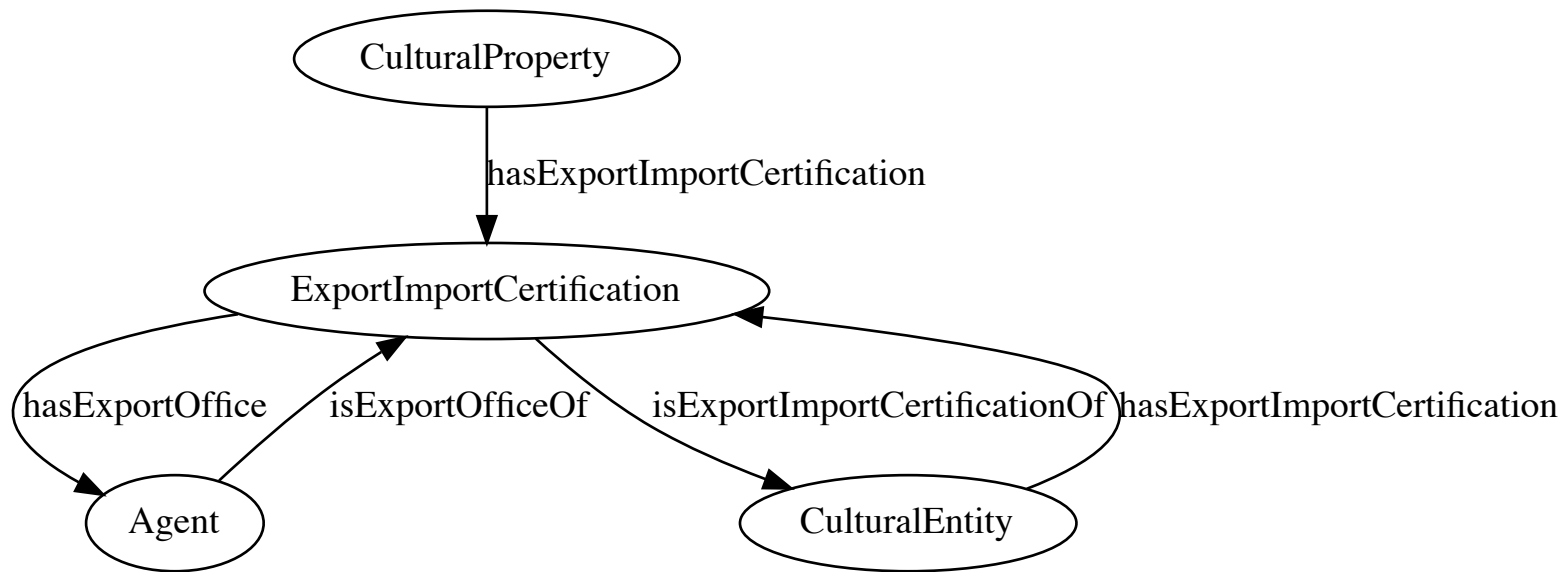 CulturalProperty
hasExportImportCertification
ExportImportCertification
hasExportOffice
isExportOfficeOf
isExportImportCertificationOf
hasExportImportCertification
Agent
CulturalEntity